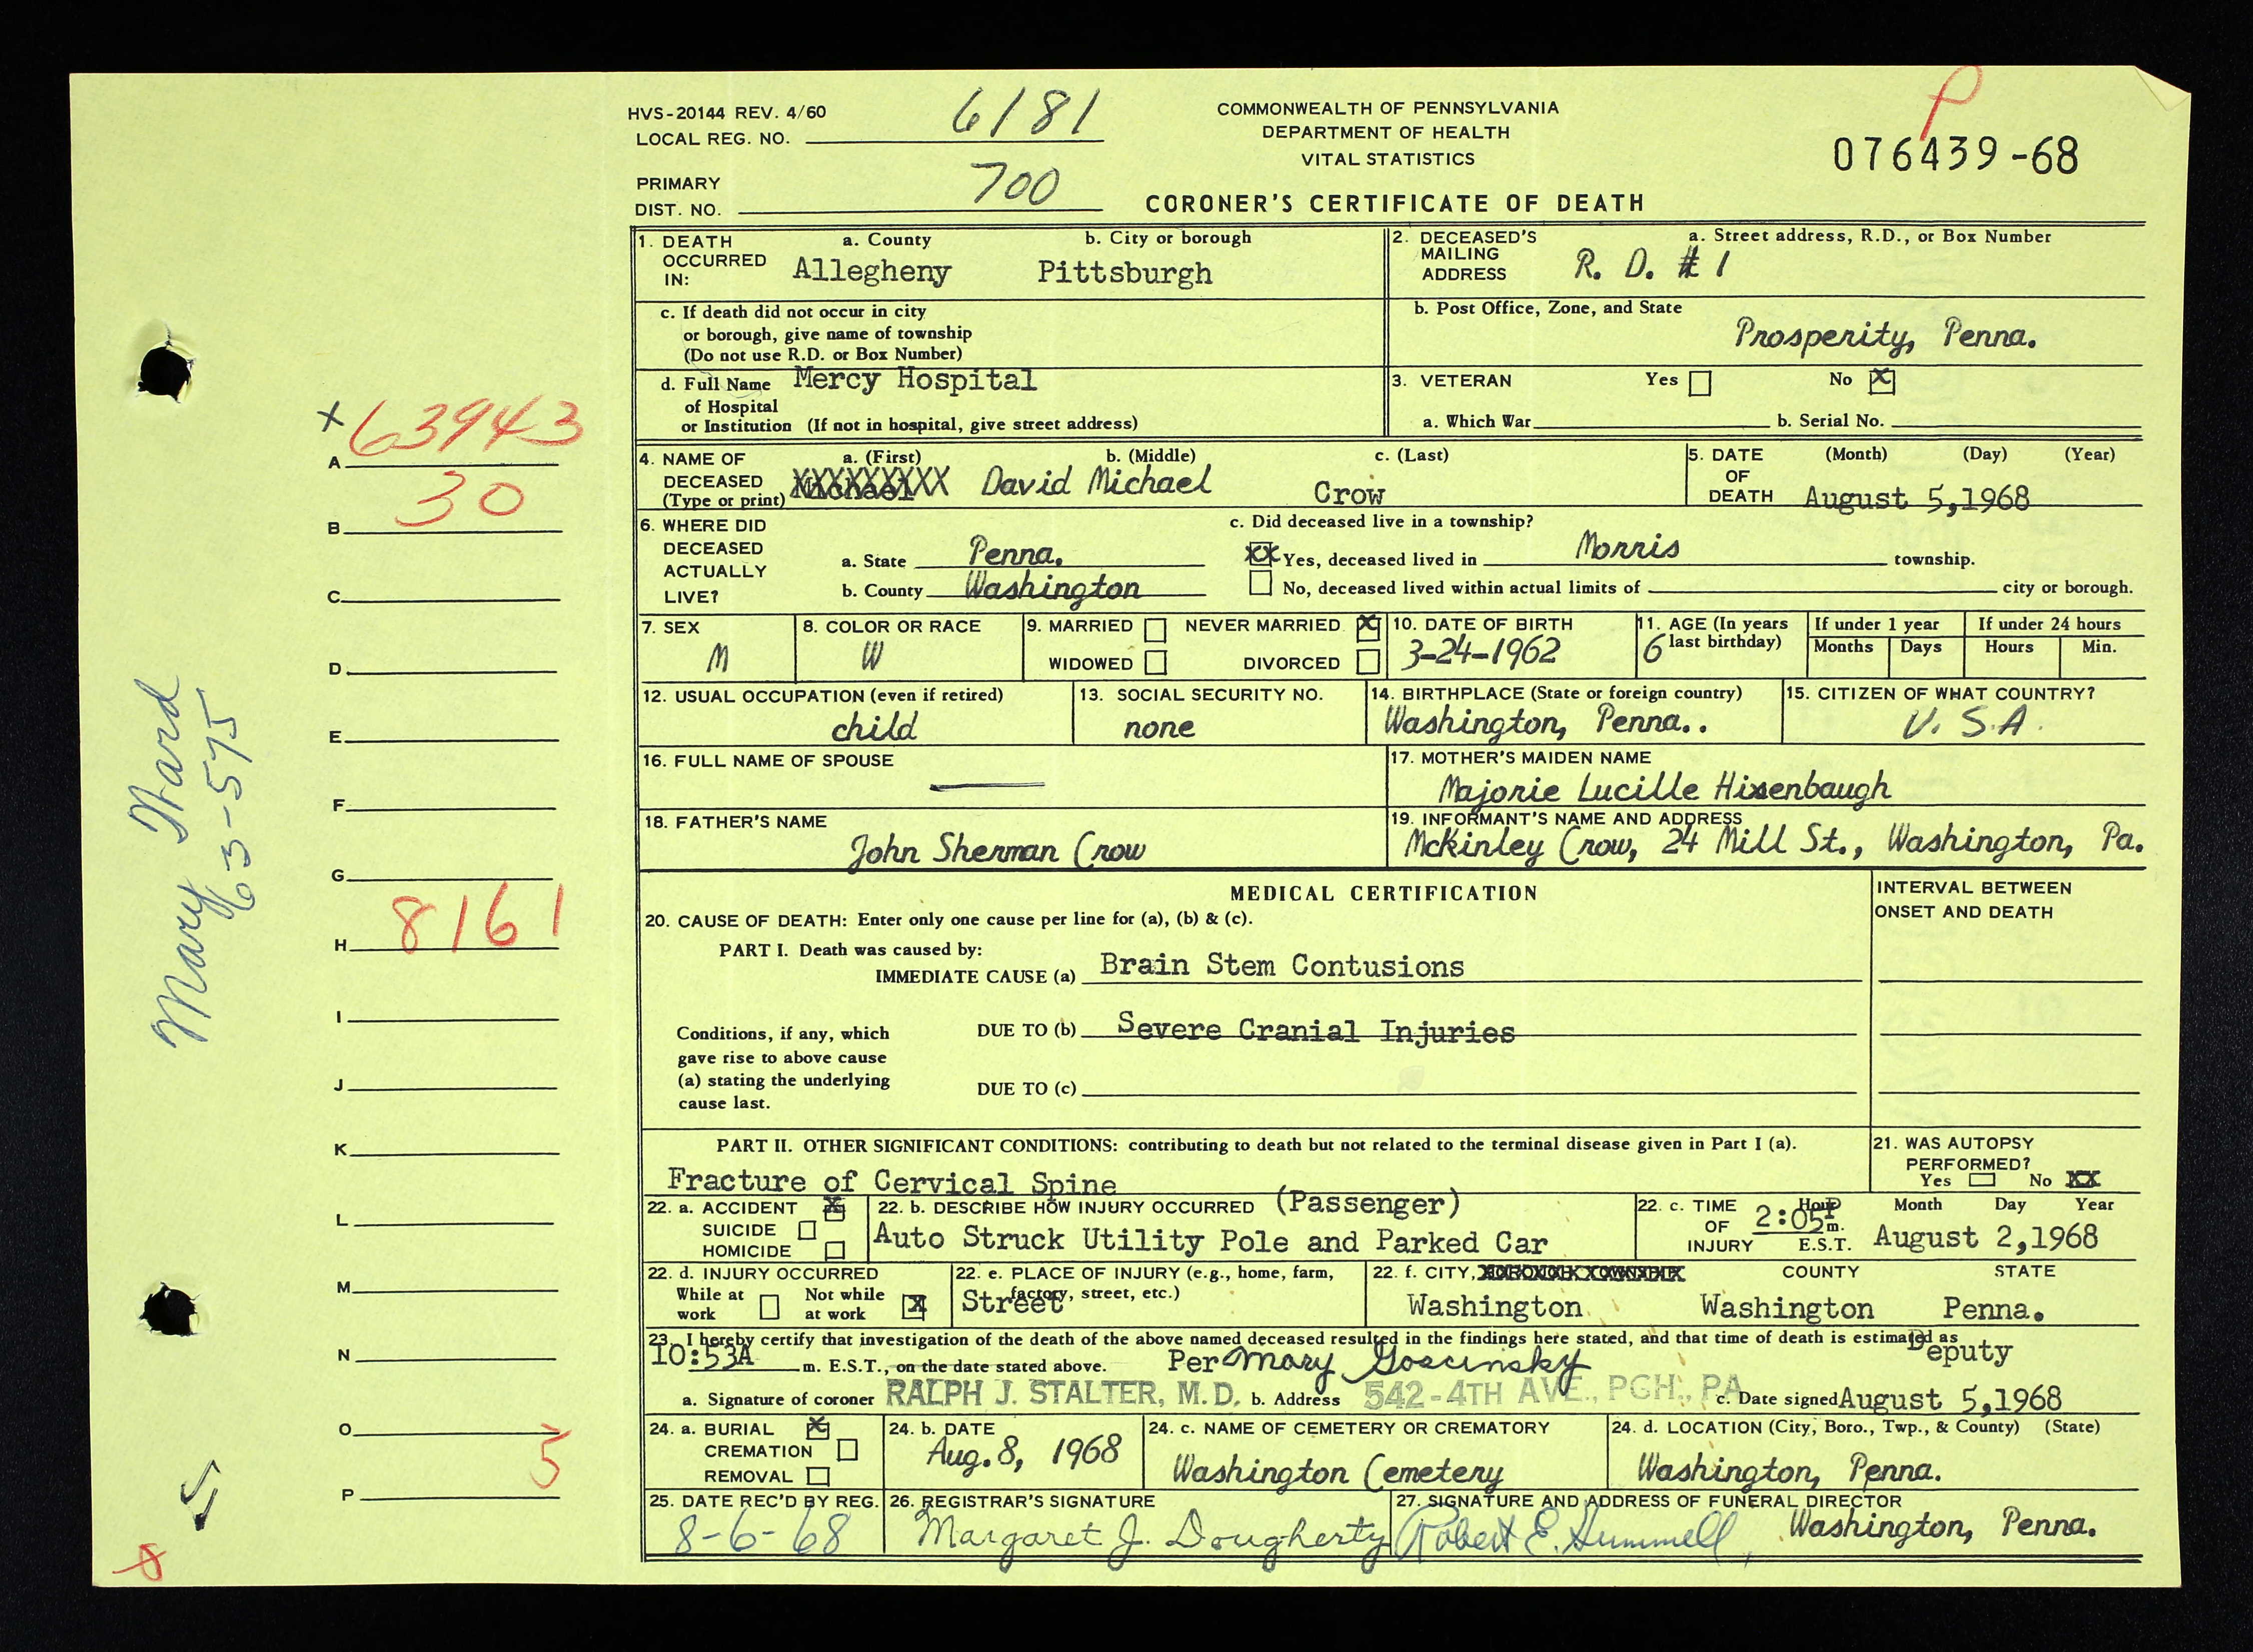 HVS-20144 REV. 4/60
LOCAL REG. NO. 6181
PRIMARY DIST. NO. 700
COMMONWEALTH OF PENNSYLVANIA
DEPARTMENT OF HEALTH
VITAL STATISTICS
CORONER'S CERTIFICATE OF DEATH
P
076439-68
1. DEATH OCCURRED IN: a. County Allegheny b. City or borough Pittsburgh
2. DECEASED'S MAILING ADDRESS a. Street address, R.D., or Box Number R. D. #1
c. If death did not occur in city
or borough, give name of township
(Do not use R.D. or Box Number)
b. Post Office, Zone, and State Prosperity, Penna.
d. Full Name of Hospital or Institution Mercy Hospital
(If not in hospital, give street address)
3. VETERAN Yes No X
a. Which War b. Serial No.
4. NAME OF DECEASED (Type or print) a. (First) b. (Middle) c. (Last)
Michael David Michael Crow
5. DATE OF DEATH (Month) (Day) (Year) August 5,1968
6. WHERE DID DECEASED ACTUALLY LIVE?
a. State Penna.
b. County Washington
c. Did deceased live in a township?
XX Yes, deceased lived in Morris township.
No, deceased lived within actual limits of city or borough.
7. SEX M
8. COLOR OR RACE W
9. MARRIED NEVER MARRIED X
WIDOWED DIVORCED
10. DATE OF BIRTH 3-24-1962
11. AGE (In years last birthday) 6
If under 1 year Months Days
If under 24 hours Hours Min.
12. USUAL OCCUPATION (even if retired) child
13. SOCIAL SECURITY NO. none
14. BIRTHPLACE (State or foreign country) Washington, Penna..
15. CITIZEN OF WHAT COUNTRY? U. S.A.
16. FULL NAME OF SPOUSE —
17. MOTHER'S MAIDEN NAME Majorie Lucille Hixenbaugh
18. FATHER'S NAME John Sherman Crow
19. INFORMANT'S NAME AND ADDRESS McKinley Crow, 24 Mill St., Washington, Pa.
MEDICAL CERTIFICATION
INTERVAL BETWEEN ONSET AND DEATH
20. CAUSE OF DEATH: Enter only one cause per line for (a), (b) & (c).
PART I. Death was caused by:
IMMEDIATE CAUSE (a) Brain Stem Contusions
Conditions, if any, which
gave rise to above cause
(a) stating the underlying
cause last.
DUE TO (b) Severe Cranial Injuries
DUE TO (c)
PART II. OTHER SIGNIFICANT CONDITIONS: contributing to death but not related to the terminal disease given in Part I (a).
Fracture of Cervical Spine
21. WAS AUTOPSY PERFORMED?
Yes No XX
22. a. ACCIDENT X
SUICIDE
HOMICIDE
22. b. DESCRIBE HOW INJURY OCCURRED (Passenger)
Auto Struck Utility Pole and Parked Car
22. c. TIME OF INJURY Hour 2:05P m. E.S.T. Month Day Year August 2,1968
22. d. INJURY OCCURRED
While at work Not while at work X
22. e. PLACE OF INJURY (e.g., home, farm, factory, street, etc.)
Street
22. f. CITY, BOROUGH, TOWNSHIP COUNTY STATE
Washington Washington Penna.
23. I hereby certify that investigation of the death of the above named deceased resulted in the findings here stated, and that time of death is estimated as
10:53A m. E.S.T., on the date stated above. Per Mary Goscinsky Deputy
a. Signature of coroner RALPH J. STALTER, M.D. b. Address 542-4TH AVE., PGH., PA c. Date signed August 5,1968
24. a. BURIAL X
CREMATION
REMOVAL
24. b. DATE Aug. 8, 1968
24. c. NAME OF CEMETERY OR CREMATORY Washington Cemetery
24. d. LOCATION (City, Boro., Twp., & County) (State) Washington, Penna.
25. DATE REC'D BY REG. 8-6-68
26. REGISTRAR'S SIGNATURE Margaret J. Dougherty
27. SIGNATURE AND ADDRESS OF FUNERAL DIRECTOR Robert E. Hummell, Washington, Penna.
X
A 63943
B 30
C
D
E
F
G
H 8161
I
J
K
L
M
N
O
P 5
Mary Ward
63-575
8